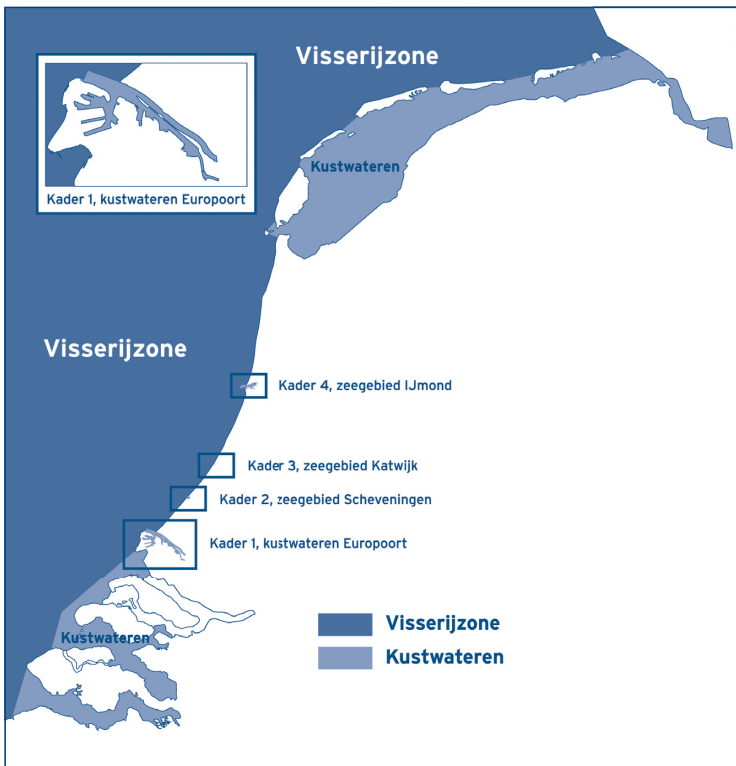 Visserijzone
Kader 1, kustwateren Europoort
Kustwateren
Visserijzone
Kader 4, zeegebied IJmond
Kader 3, zeegebied Katwijk
Kader 2, zeegebied Scheveningen
Kader 1, kustwateren Europoort
Kustwateren
Visserijzone
Kustwateren